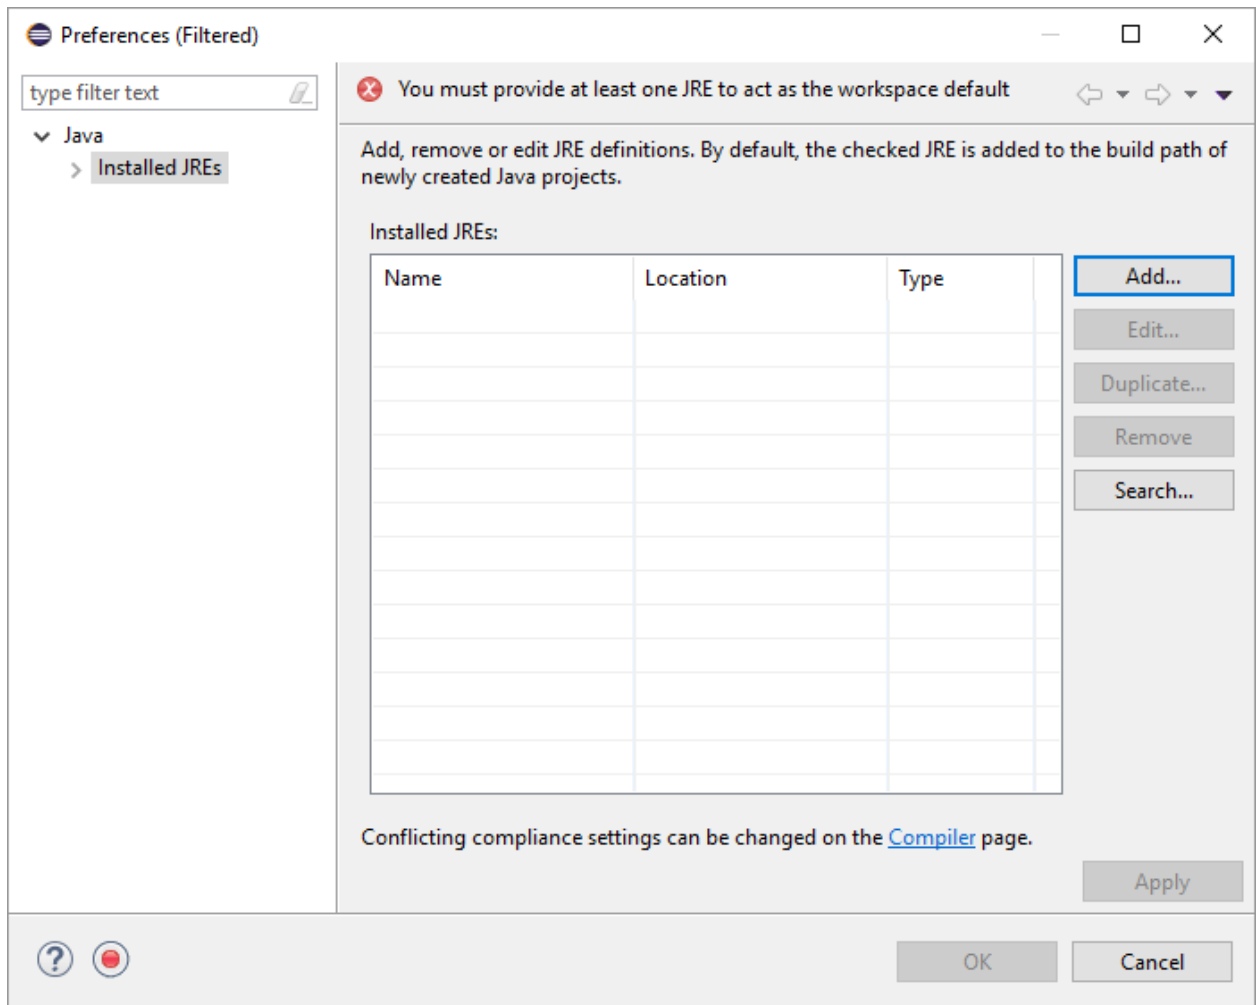 Preferences (Filtered)
type filter text
Java
Installed JREs
You must provide at least one JRE to act as the workspace default
Add, remove or edit JRE definitions. By default, the checked JRE is added to the build path of
newly created Java projects.
Installed JREs:
Name Location Type
Add...
Edit...
Duplicate...
Remove
Search...
Conflicting compliance settings can be changed on the Compiler page.
Apply
OK Cancel